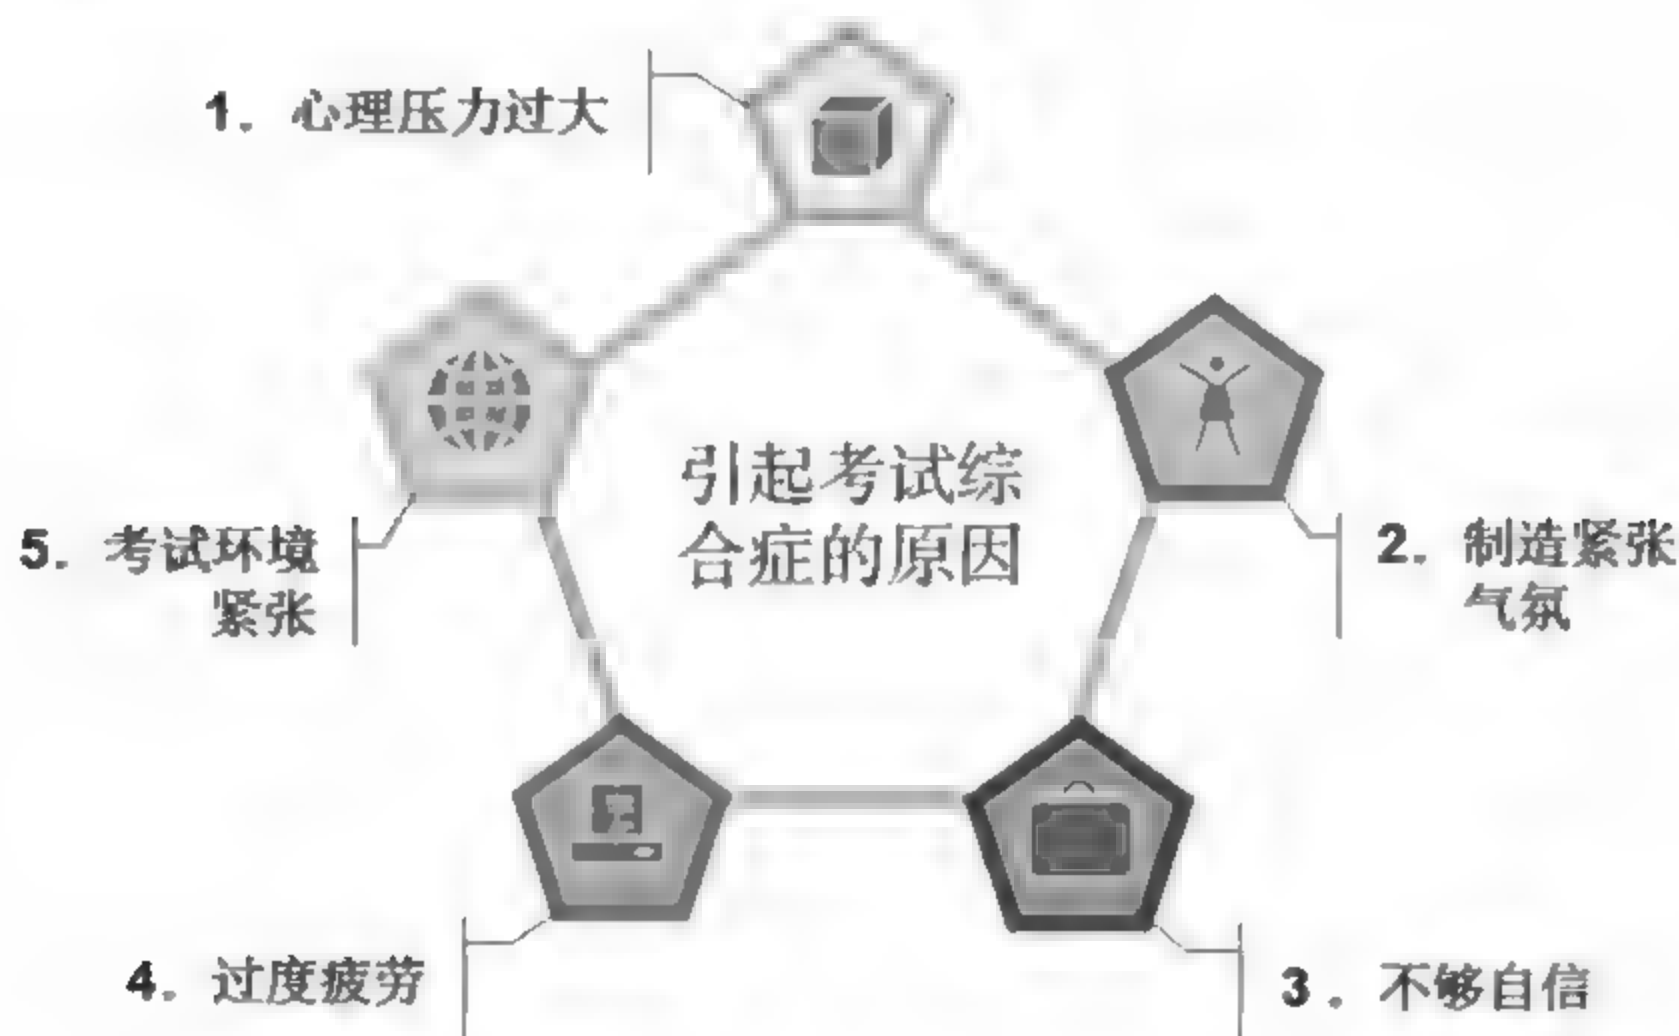 1. 心理压力过大
引起考试综
合症的原因
2. 制造紧张
气氛
3. 不够自信
4. 过度疲劳
5. 考试环境
紧张